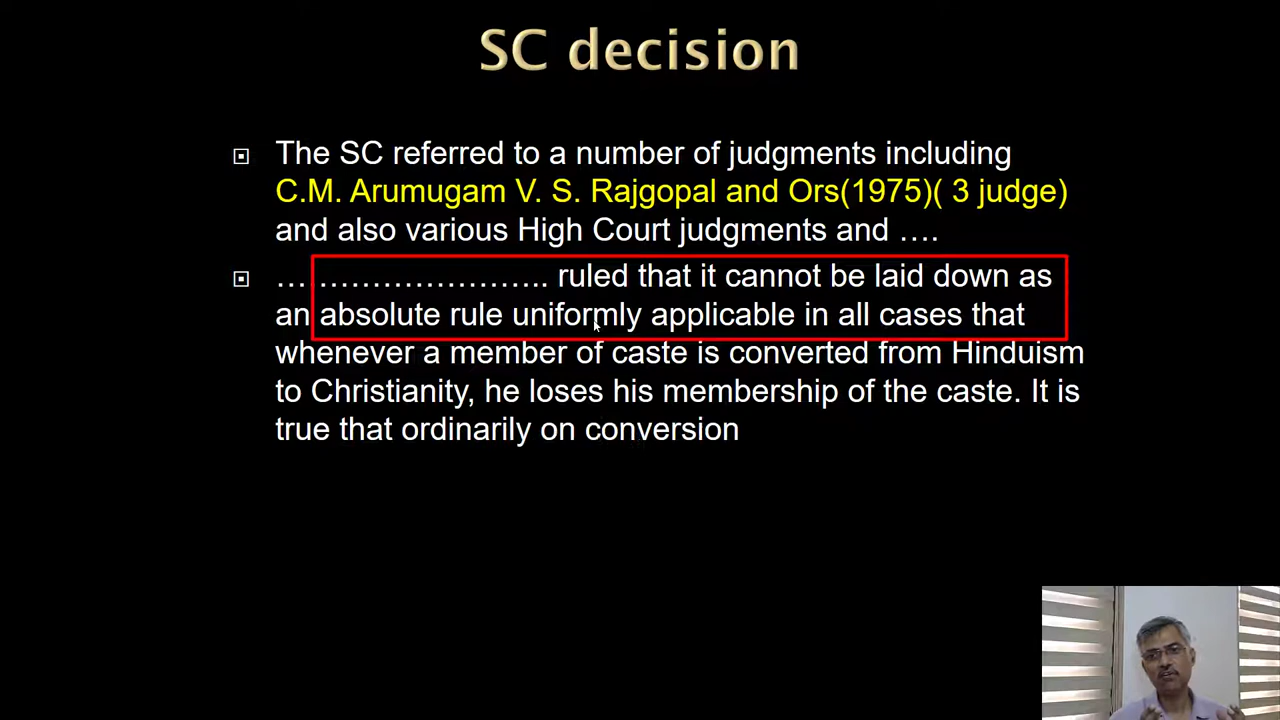 SC decision
The SC referred to a number of judgments including
C.M. Arumugam V. S. Rajgopal and Ors(1975)( 3 judge)
and also various High Court judgments and ….
…………………….. ruled that it cannot be laid down as
an absolute rule uniformly applicable in all cases that
whenever a member of caste is converted from Hinduism
to Christianity, he loses his membership of the caste. It is
true that ordinarily on conversion